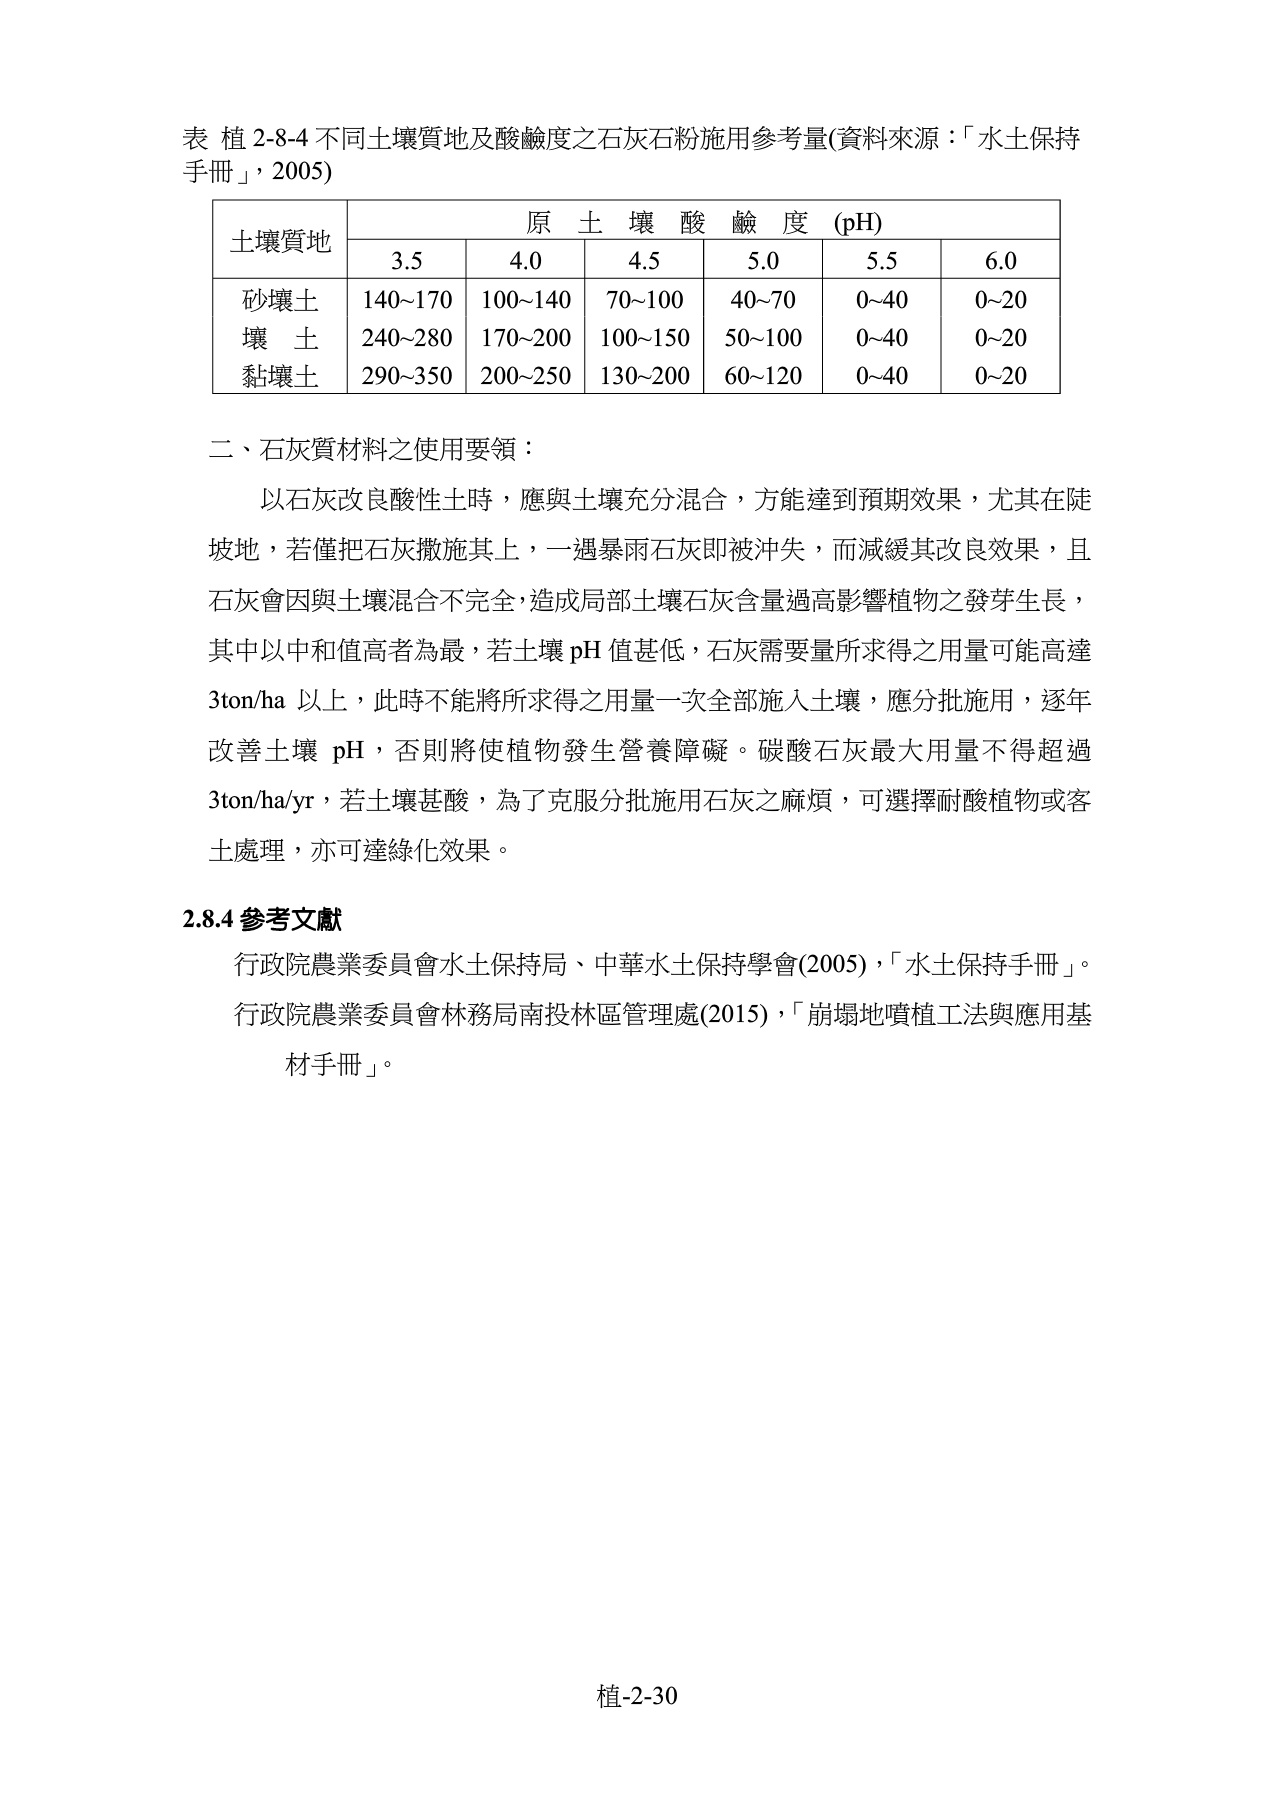 表 植 2-8-4 不同土壤質地及酸鹼度之石灰石粉施用參考量(資料來源：「水土保持
手冊」，2005)
土壤質地 原 土 壤 酸 鹼 度 (pH)
3.5 4.0 4.5 5.0 5.5 6.0
砂壤土 140~170 100~140 70~100 40~70 0~40 0~20
壤 土 240~280 170~200 100~150 50~100 0~40 0~20
黏壤土 290~350 200~250 130~200 60~120 0~40 0~20
二、石灰質材料之使用要領：
以石灰改良酸性土時，應與土壤充分混合，方能達到預期效果，尤其在陡
坡地，若僅把石灰撒施其上，一遇暴雨石灰即被沖失，而減緩其改良效果，且
石灰會因與土壤混合不完全，造成局部土壤石灰含量過高影響植物之發芽生長，
其中以中和值高者為最，若土壤 pH 值甚低，石灰需要量所求得之用量可能高達
3ton/ha 以上，此時不能將所求得之用量一次全部施入土壤，應分批施用，逐年
改善土壤 pH，否則將使植物發生營養障礙。碳酸石灰最大用量不得超過
3ton/ha/yr，若土壤甚酸，為了克服分批施用石灰之麻煩，可選擇耐酸植物或客
土處理，亦可達綠化效果。
2.8.4 參考文獻
行政院農業委員會水土保持局、中華水土保持學會(2005)，「水土保持手冊」。
行政院農業委員會林務局南投林區管理處(2015)，「崩塌地噴植工法與應用基
材手冊」。
植-2-30